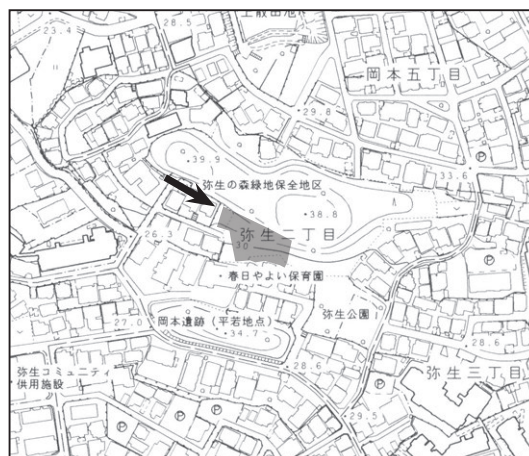 28.5
上散田池
23.4
岡本五丁目
29.8
P
39.9
弥生の森緑地保全地区
33.6
38.8
弥生二丁目
26.3
30
P
春日やよい保育園
弥生公園
27.0
岡本遺跡（平若地点）
34.7
28.6
弥生コミュニティ
供用施設
28.6
弥生三丁目
P
P
P
P
29.5
P